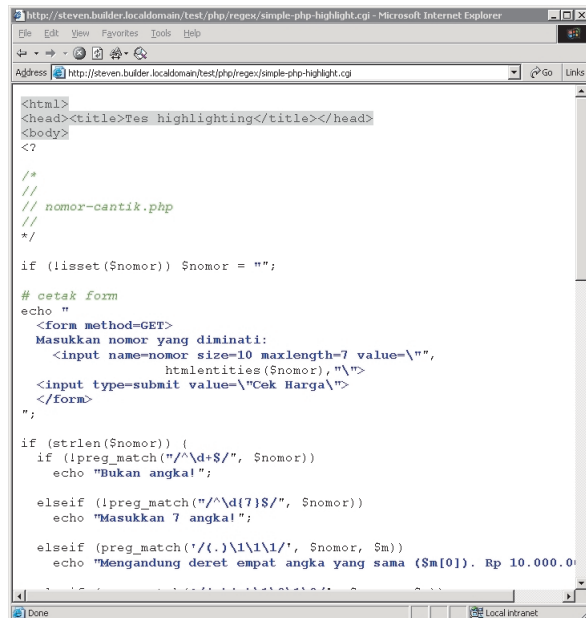 http://steven.builder.localdomain/test/php/regex/simple-php-highlight.cgi - Microsoft Internet Explorer
File Edit View Favorites Tools Help
Address http://steven.builder.localdomain/test/php/regex/simple-php-highlight.cgi Go Links
<html>
<head><title>Tes highlighting</title></head>
<body>
<?
/*
//
// nomor-cantik.php
//
*/
if (!isset($nomor)) $nomor = "";
# cetak form
echo "
<form method=GET>
Masukkan nomor yang diminati:
<input name=nomor size=10 maxlength=7 value=\"",
htmlentities($nomor),"\">
<input type=submit value=\"Cek Harga\">
</form>
";
if (strlen($nomor)) {
if (!preg_match("/^\d+$/", $nomor))
echo "Bukan angka!";
elseif (!preg_match("/^\d{7}$/", $nomor))
echo "Masukkan 7 angka!";
elseif (preg_match('/(.)\1\1\1/', $nomor, $m))
echo "Mengandung deret empat angka yang sama ($m[0]). Rp 10.000.0
Done Local intranet